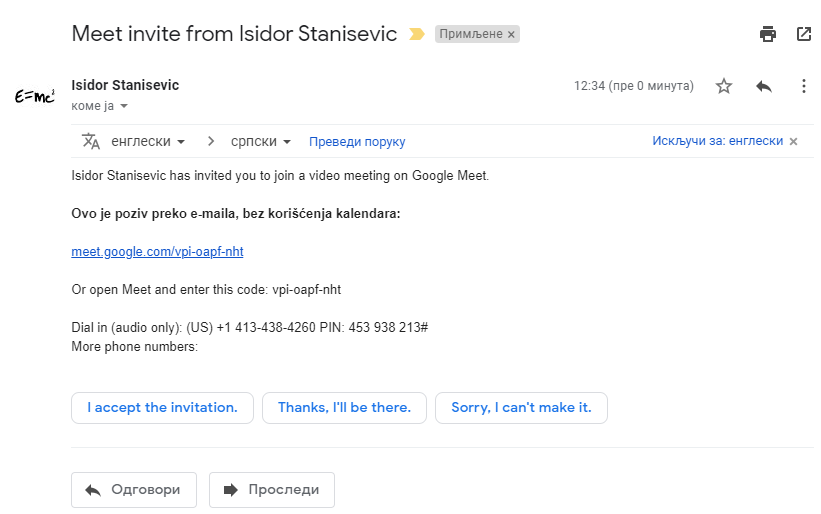 Meet invite from Isidor Stanisevic Примљене ×
E=mc²
Isidor Stanisevic 12:34 (пре 0 минута)
коме ја
енглески српски Преведи поруку Искључи за: енглески ×
Isidor Stanisevic has invited you to join a video meeting on Google Meet.
Ovo je poziv preko e-maila, bez korišćenja kalendara:
meet.google.com/vpi-oapf-nht
Or open Meet and enter this code: vpi-oapf-nht
Dial in (audio only): (US) +1 413-438-4260 PIN: 453 938 213#
More phone numbers:
I accept the invitation. Thanks, I'll be there. Sorry, I can't make it.
Одговори Проследи